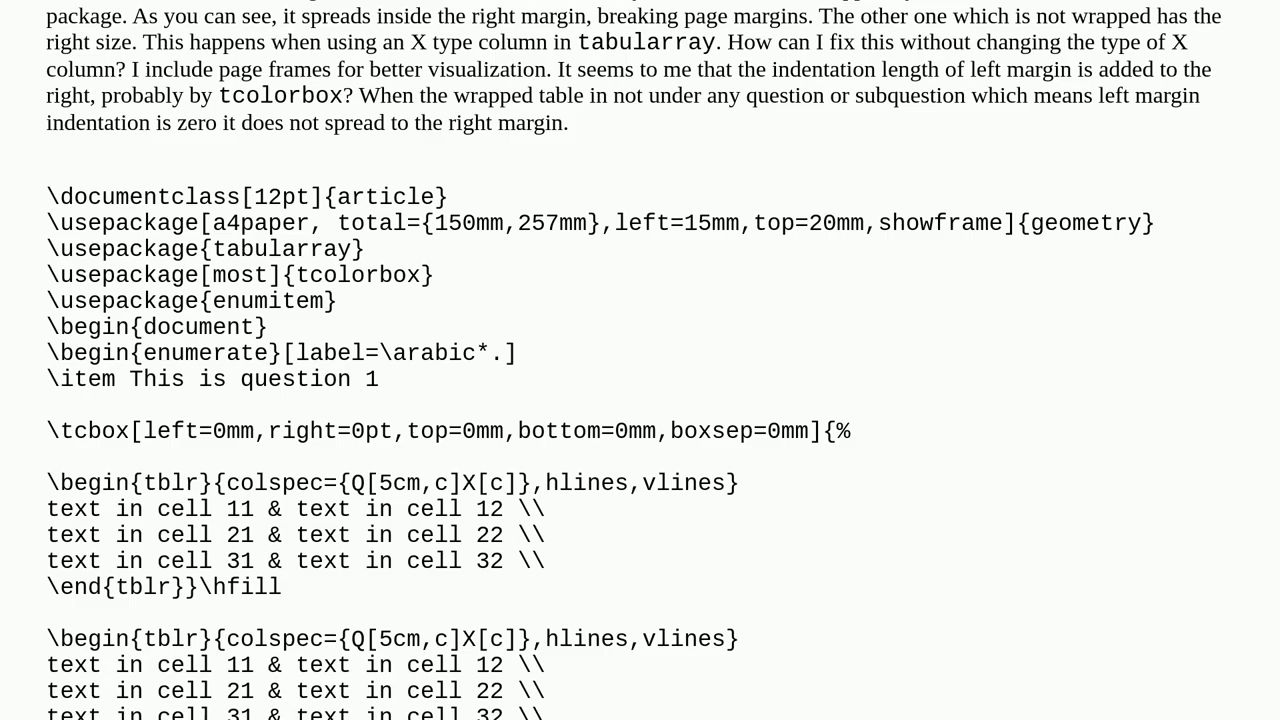 package. As you can see, it spreads inside the right margin, breaking page margins. The other one which is not wrapped has the
right size. This happens when using an X type column in tabularray. How can I fix this without changing the type of X
column? I include page frames for better visualization. It seems to me that the indentation length of left margin is added to the
right, probably by tcolorbox? When the wrapped table in not under any question or subquestion which means left margin
indentation is zero it does not spread to the right margin.
\documentclass[12pt]{article}
\usepackage[a4paper, total={150mm,257mm},left=15mm,top=20mm,showframe]{geometry}
\usepackage{tabularray}
\usepackage[most]{tcolorbox}
\usepackage{enumitem}
\begin{document}
\begin{enumerate}[label=\arabic*.]
\item This is question 1
\tcbox[left=0mm,right=0pt,top=0mm,bottom=0mm,boxsep=0mm]{%
\begin{tblr}{colspec={Q[5cm,c]X[c]},hlines,vlines}
text in cell 11 & text in cell 12 \\
text in cell 21 & text in cell 22 \\
text in cell 31 & text in cell 32 \\
\end{tblr}}\hfill
\begin{tblr}{colspec={Q[5cm,c]X[c]},hlines,vlines}
text in cell 11 & text in cell 12 \\
text in cell 21 & text in cell 22 \\
text in cell 31 & text in cell 32 \\